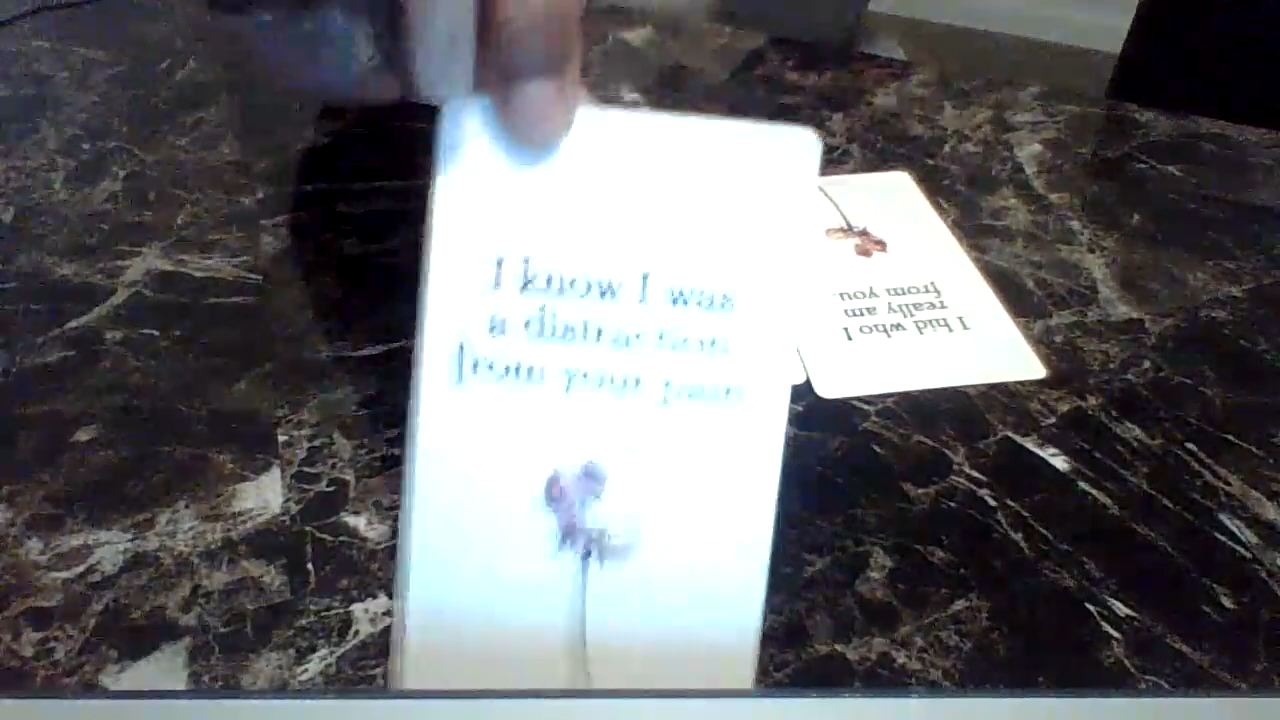 I know I was
a distraction
from your pain
I hid who I
really am
from you.